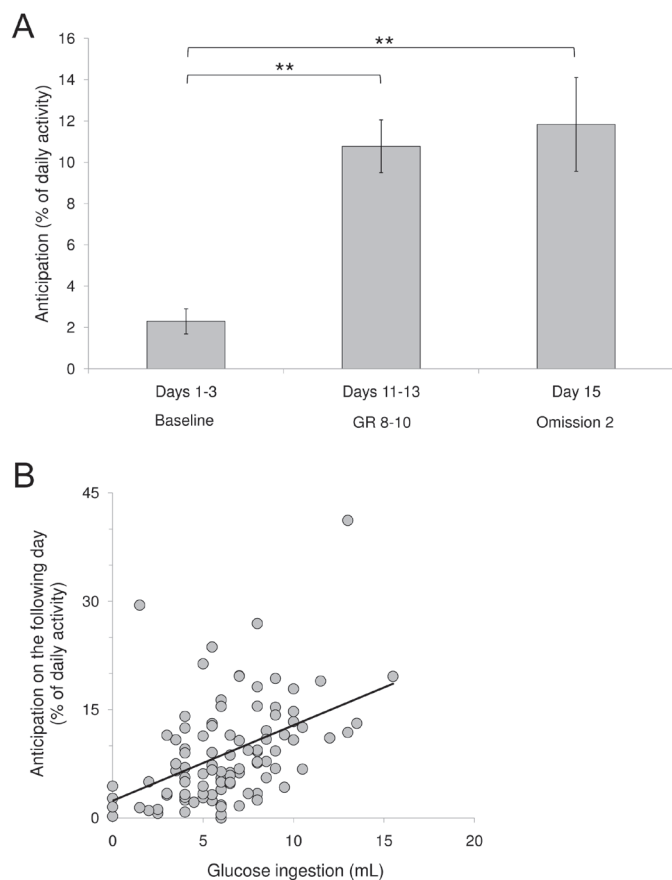 A
**
**
16
14
12
10
8
6
4
2
0
Anticipation (% of daily activity)
Days 1-3
Days 11-13
Day 15
Baseline
GR 8-10
Omission 2
B
45
30
15
0
Anticipation on the following day
(% of daily activity)
0
5
10
15
20
Glucose ingestion (mL)